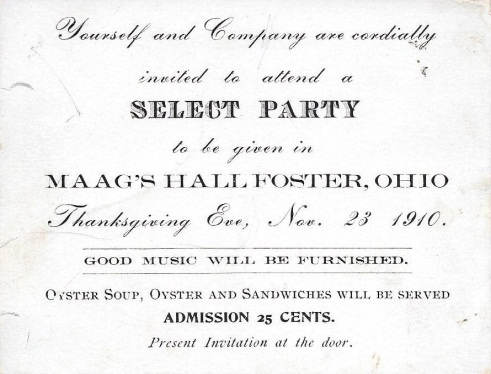 Yourself and Company are cordially
invited to attend a
SELECT PARTY
to be given in
MAAG'S HALL FOSTER, OHIO
Thanksgiving Eve, Nov. 23 1910.
GOOD MUSIC WILL BE FURNISHED.
OYSTER SOUP, OYSTER AND SANDWICHES WILL BE SERVED
ADMISSION 25 CENTS.
Present Invitation at the door.